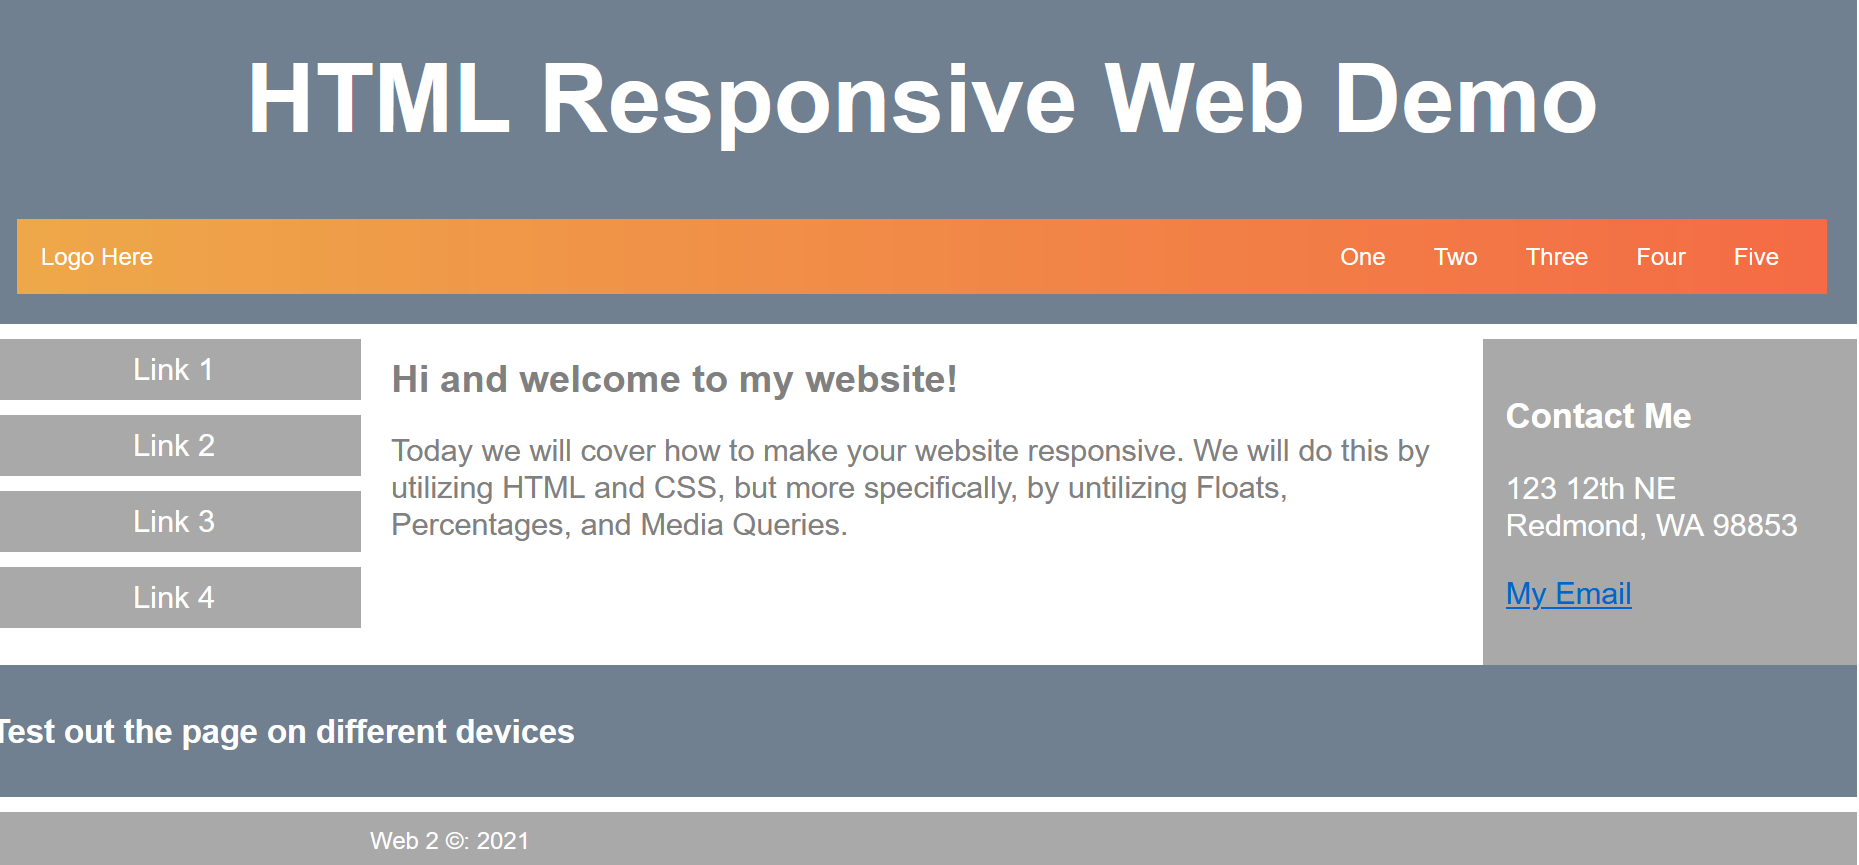 HTML Responsive Web Demo
Logo Here
One Two Three Four Five
Link 1
Link 2
Link 3
Link 4
Hi and welcome to my website!
Today we will cover how to make your website responsive. We will do this by
utilizing HTML and CSS, but more specifically, by untilizing Floats,
Percentages, and Media Queries.
Contact Me
123 12th NE
Redmond, WA 98853
My Email
Test out the page on different devices
Web 2 ©: 2021